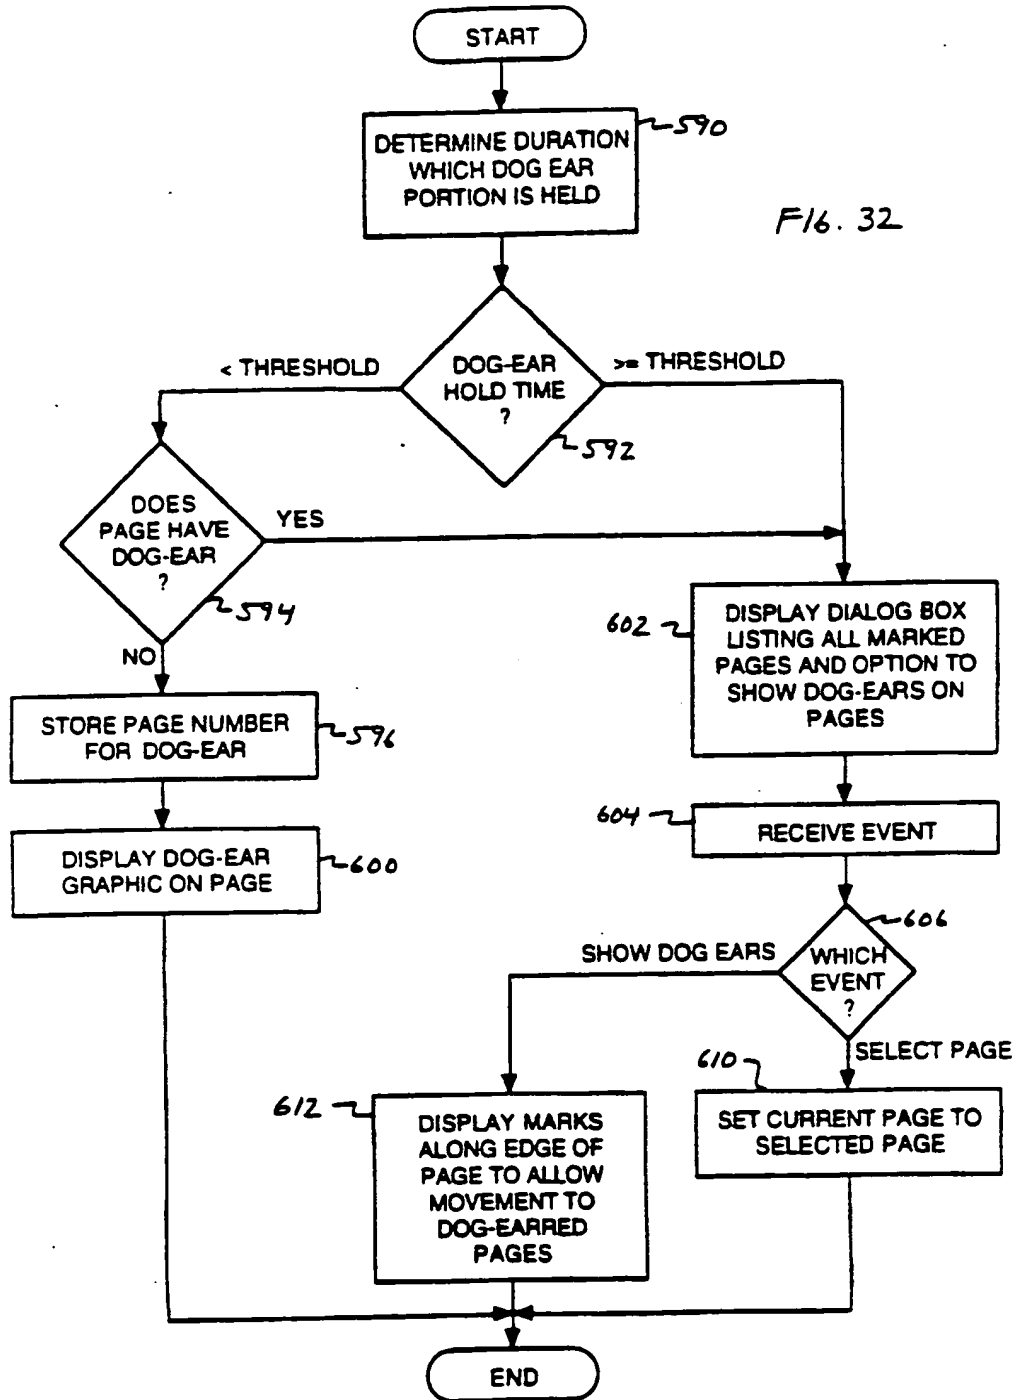 START
DETERMINE DURATION
WHICH DOG EAR
PORTION IS HELD
590
FIG. 32
< THRESHOLD
DOG-EAR
HOLD TIME
?
>= THRESHOLD
592
DOES
PAGE HAVE
DOG-EAR
?
YES
594
NO
602
DISPLAY DIALOG BOX
LISTING ALL MARKED
PAGES AND OPTION TO
SHOW DOG-EARS ON
PAGES
STORE PAGE NUMBER
FOR DOG-EAR
596
604
RECEIVE EVENT
DISPLAY DOG-EAR
GRAPHIC ON PAGE
600
606
SHOW DOG EARS
WHICH
EVENT
?
SELECT PAGE
610
SET CURRENT PAGE TO
SELECTED PAGE
612
DISPLAY MARKS
ALONG EDGE OF
PAGE TO ALLOW
MOVEMENT TO
DOG-EARRED
PAGES
END